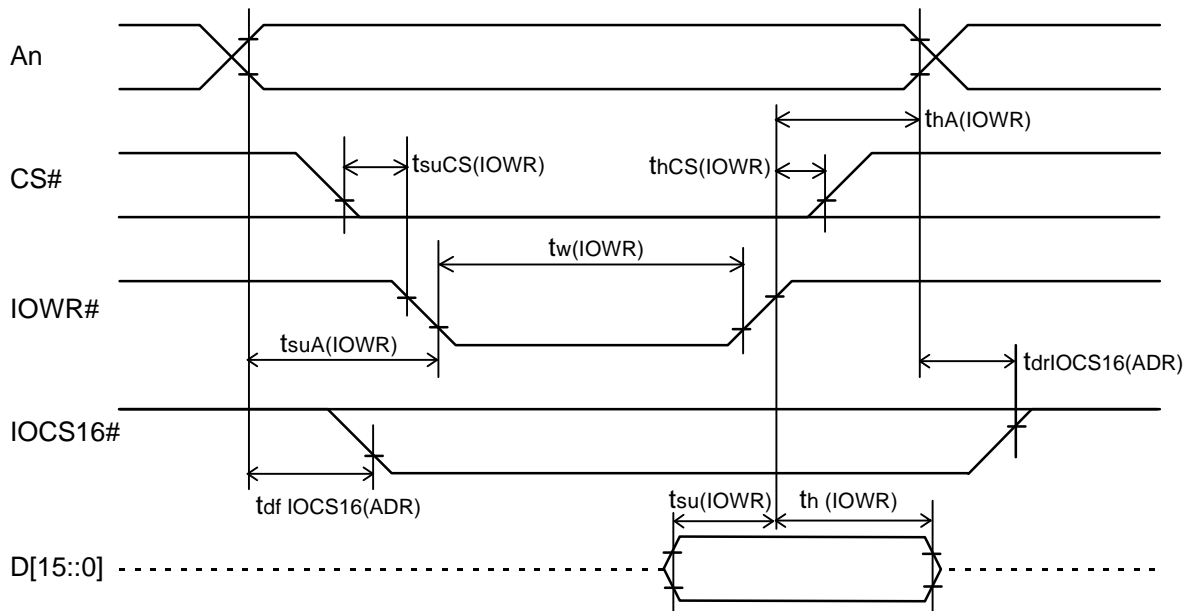 An
thA(IOWR)
CS#
tsuCS(IOWR)
thCS(IOWR)
tw(IOWR)
IOWR#
tsuA(IOWR)
tdrIOCS16(ADR)
IOCS16#
tdf IOCS16(ADR)
tsu(IOWR)
th (IOWR)
D[15::0]